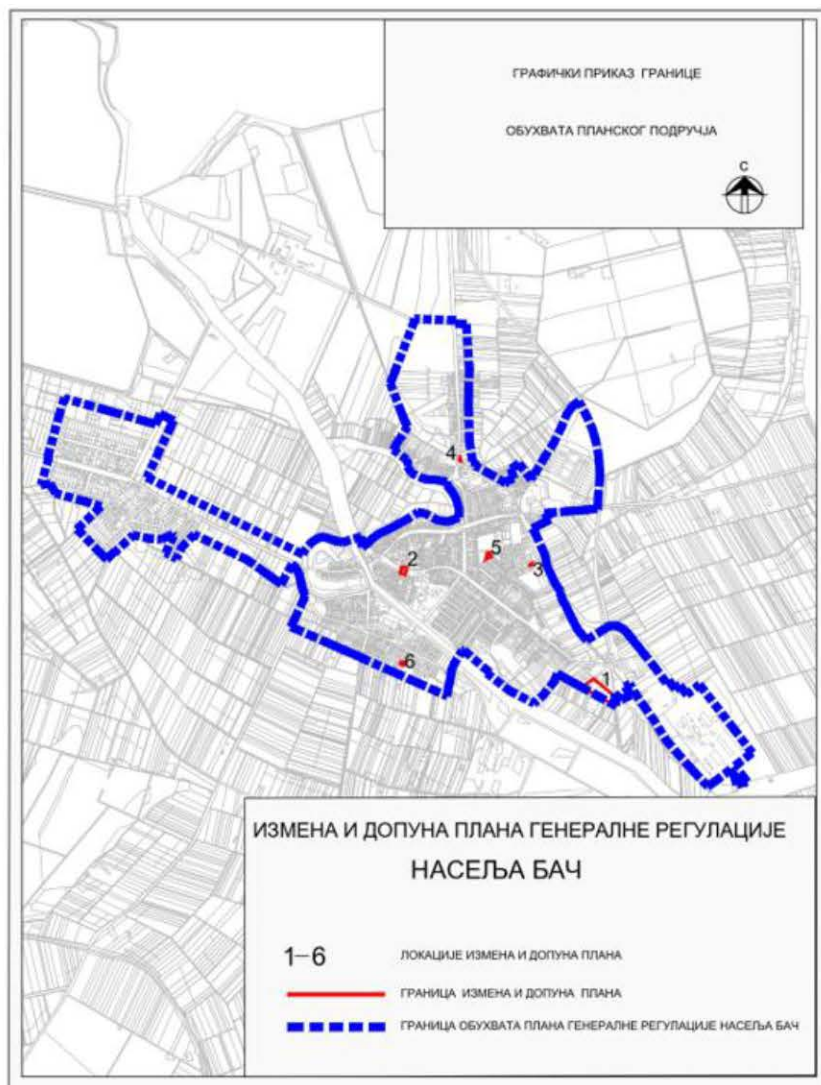 ГРАФИЧКИ ПРИКАЗ ГРАНИЦЕ
ОБУХВАТА ПЛАНСКОГ ПОДРУЧЈА
С
4
5
2
3
6
1
ИЗМЕНА И ДОПУНА ПЛАНА ГЕНЕРАЛНЕ РЕГУЛАЦИЈЕ
НАСЕЉА БАЧ
1–6 ЛОКАЦИЈЕ ИЗМЕНА И ДОПУНА ПЛАНА
ГРАНИЦА ИЗМЕНА И ДОПУНА ПЛАНА
ГРАНИЦА ОБУХВАТА ПЛАНА ГЕНЕРАЛНЕ РЕГУЛАЦИЈЕ НАСЕЉА БАЧ